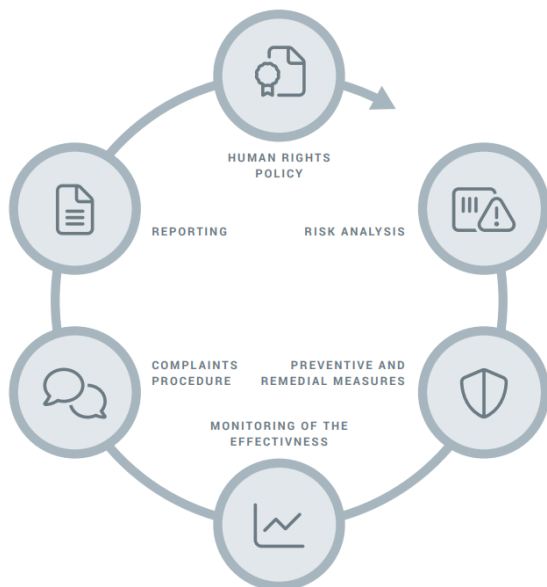 HUMAN RIGHTS
POLICY
REPORTING
RISK ANALYSIS
COMPLAINTS
PROCEDURE
PREVENTIVE AND
REMEDIAL MEASURES
MONITORING OF THE
EFFECTIVNESS